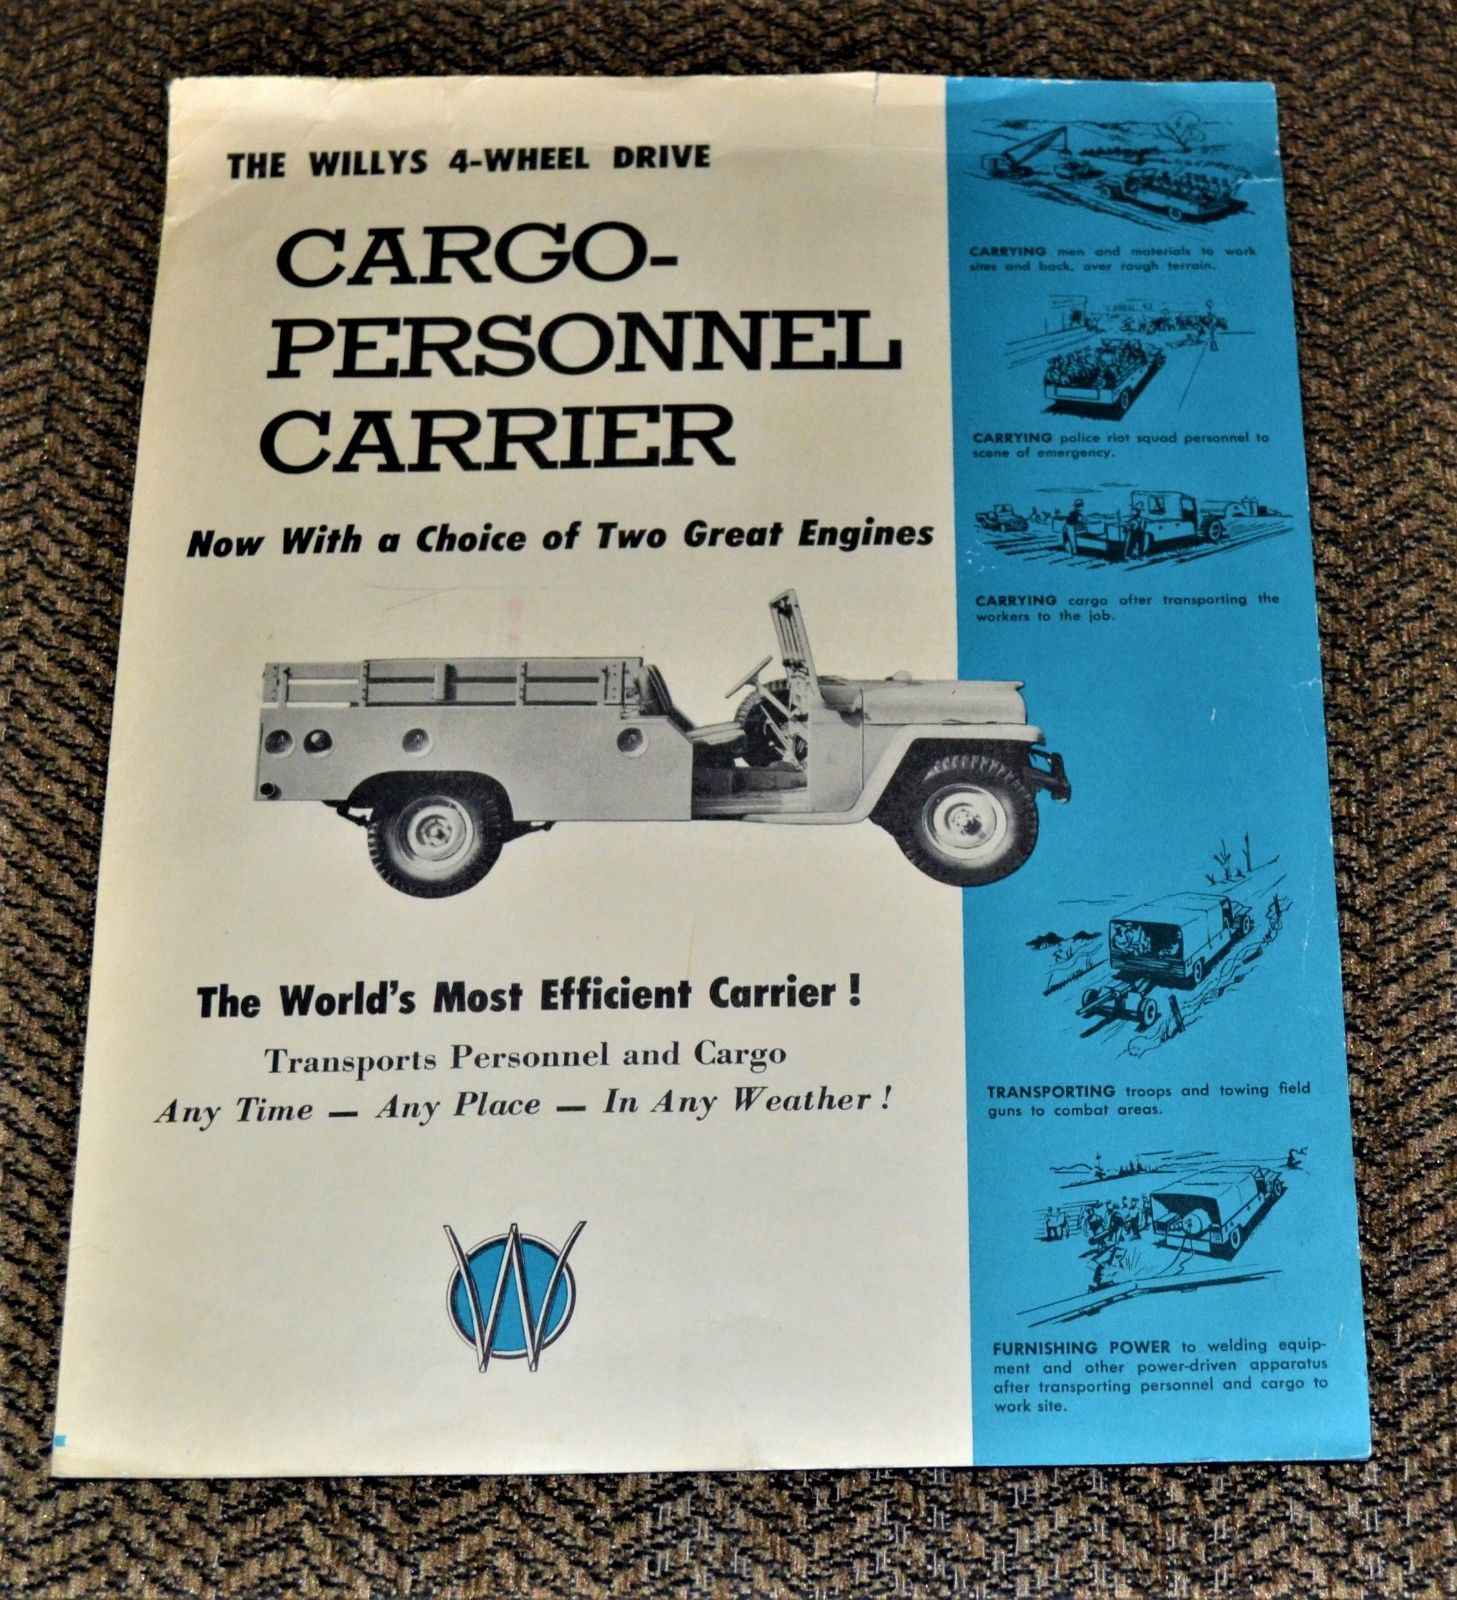 THE WILLYS 4-WHEEL DRIVE
CARGO-
PERSONNEL
CARRIER
Now With a Choice of Two Great Engines
The World's Most Efficient Carrier !
Transports Personnel and Cargo
Any Time — Any Place — In Any Weather !
W
CARRYING men and materials to work
sites and back, over rough terrain.
CARRYING police riot squad personnel to
scene of emergency.
CARRYING cargo after transporting the
workers to the job.
TRANSPORTING troops and towing field
guns to combat areas.
FURNISHING POWER to welding equip-
ment and other power-driven apparatus
after transporting personnel and cargo to
work site.